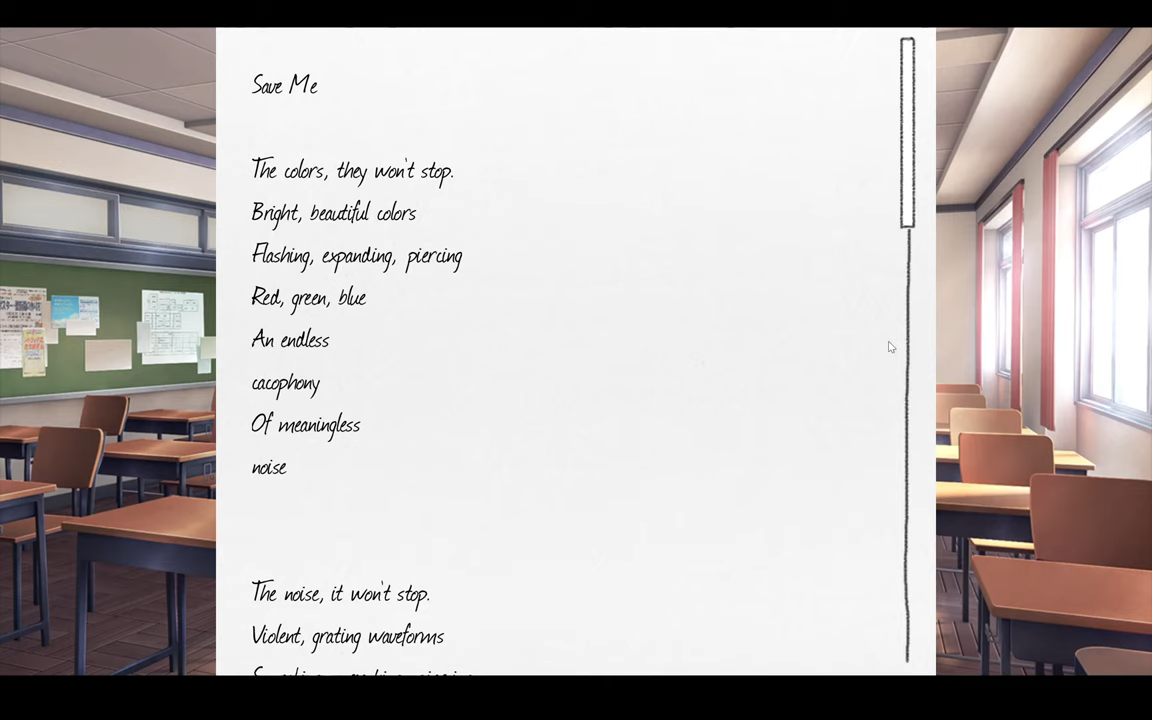 Save Me
The colors, they won't stop.
Bright, beautiful colors
Flashing, expanding, piercing
Red, green, blue
An endless
cacophony
Of meaningless
noise
The noise, it won't stop.
Violent, grating waveforms